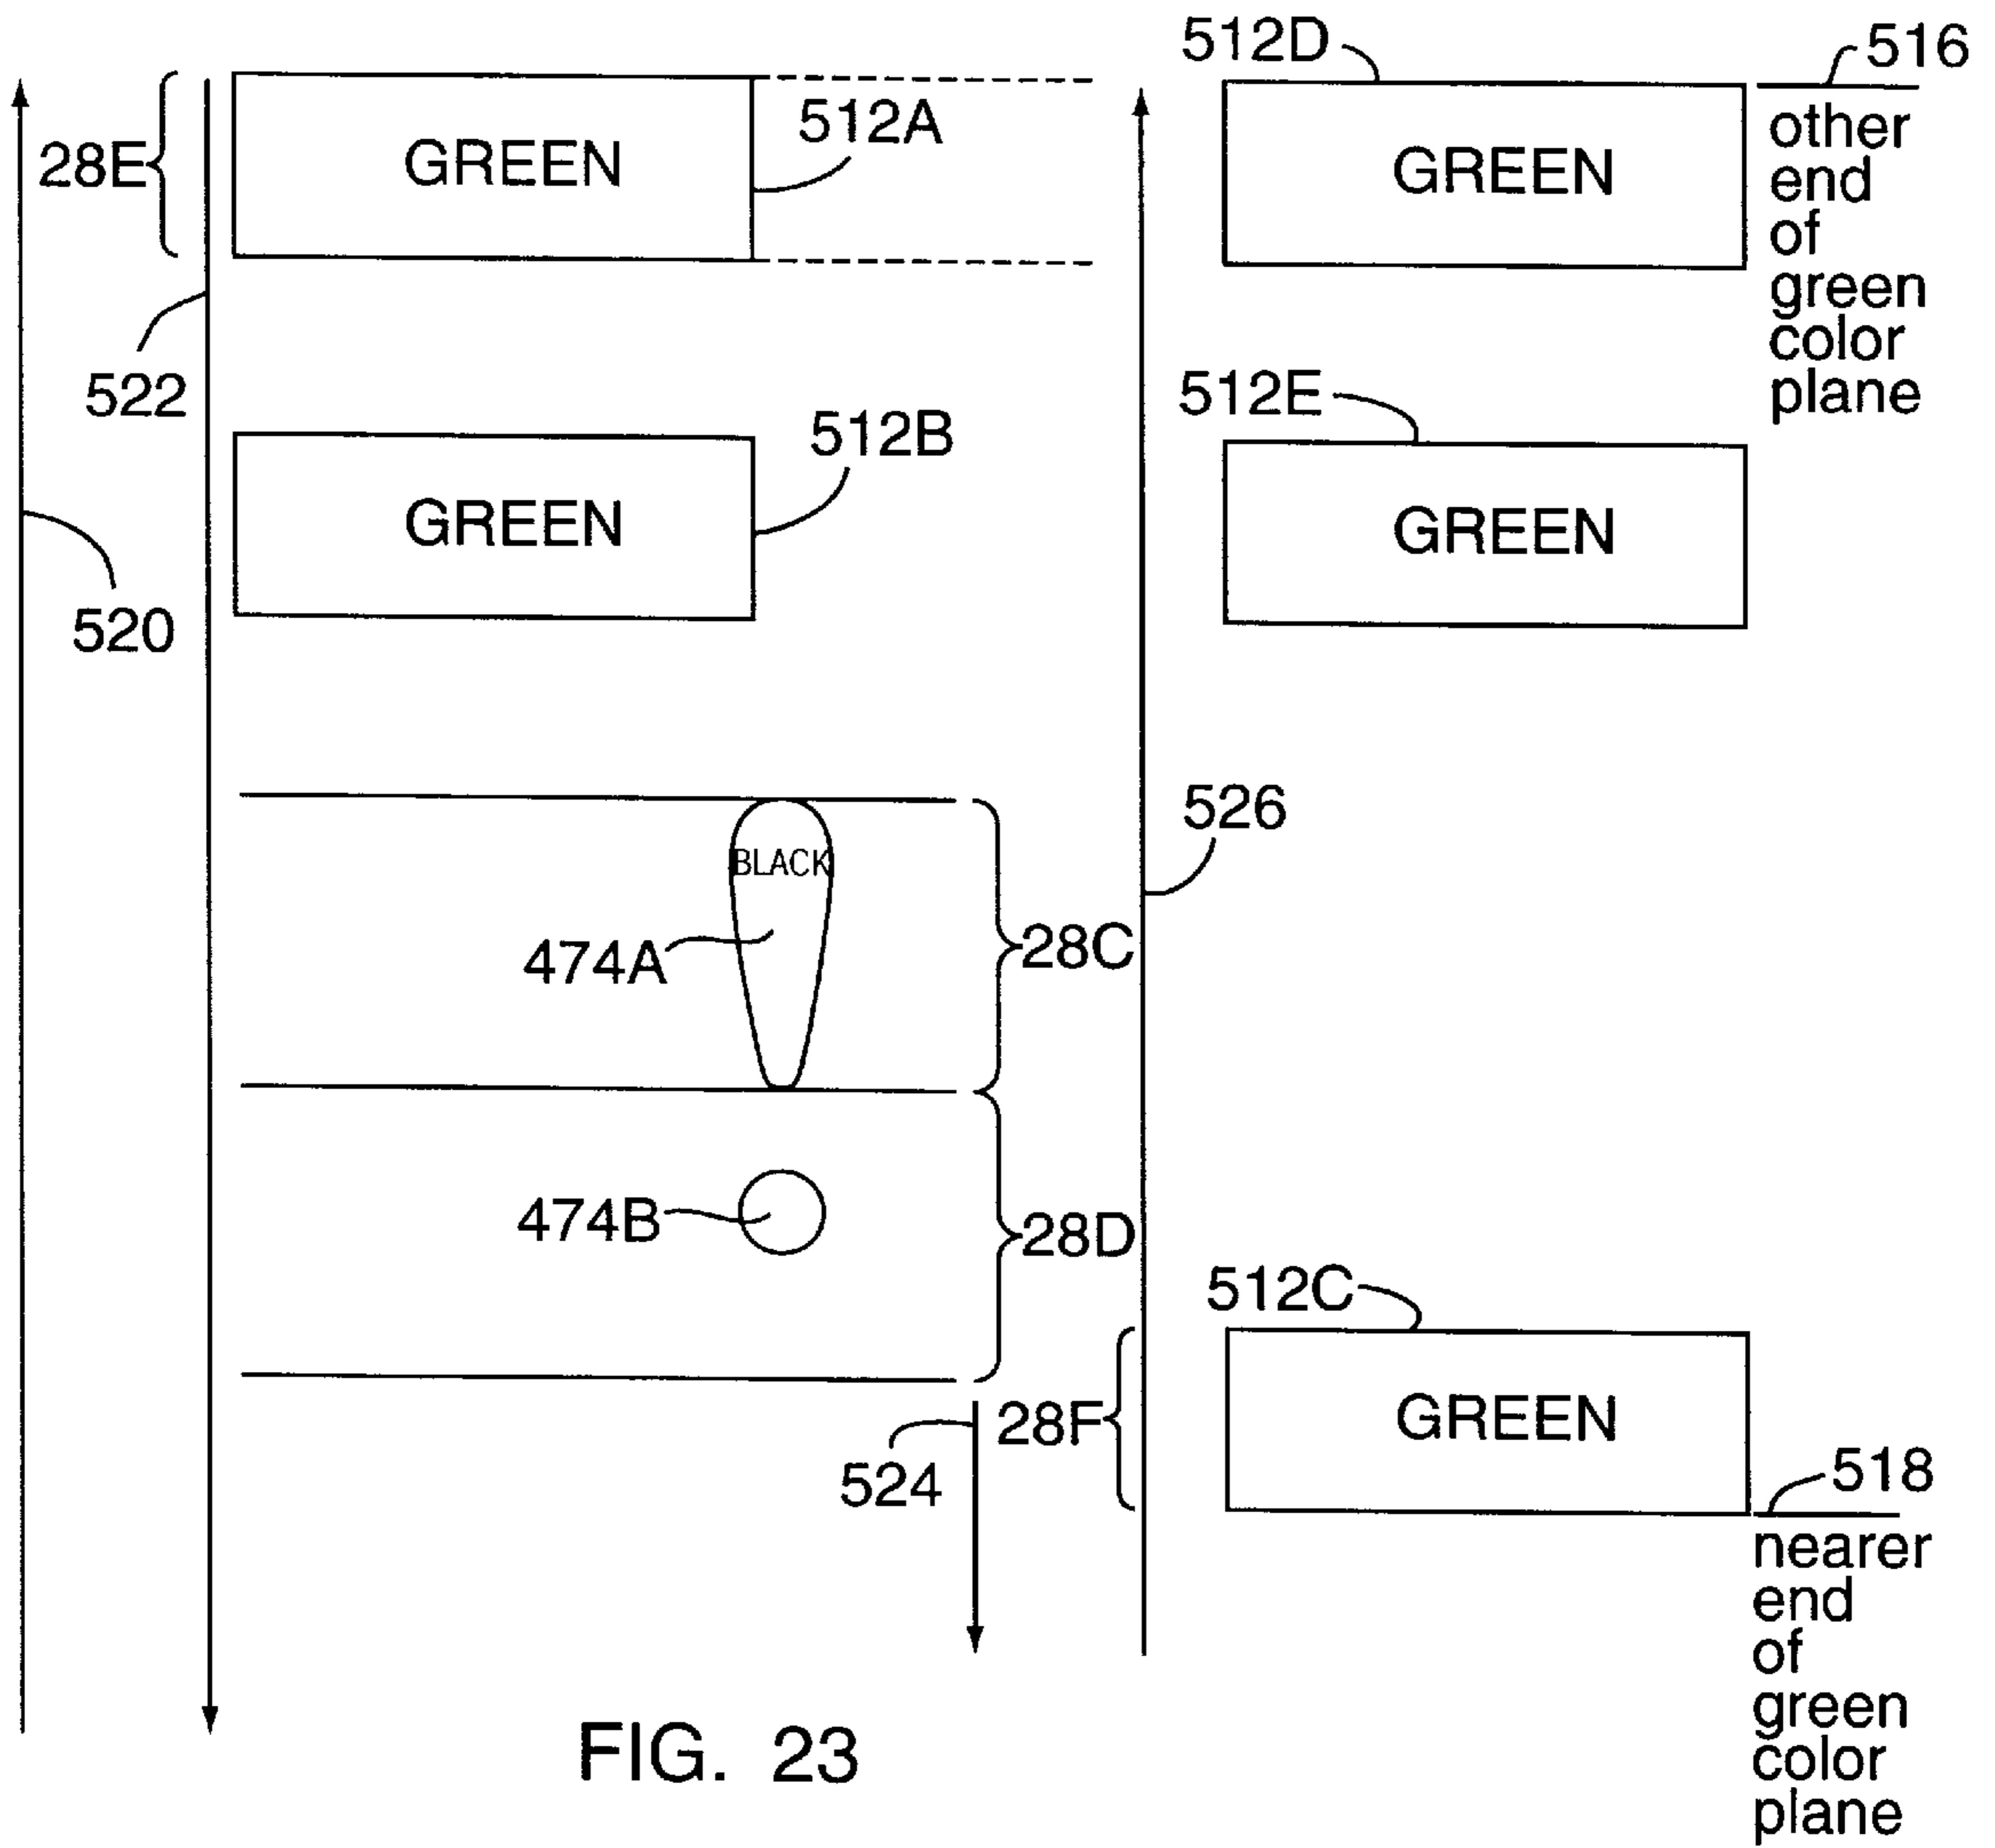 512D
516
28E
GREEN
512A
GREEN
other
end
of
green
color
plane
522
512B
512E
GREEN
GREEN
520
526
BLACK
474A
28C
474B
28D
512C
28F
GREEN
524
518
nearer
end
of
green
color
plane
FIG. 23